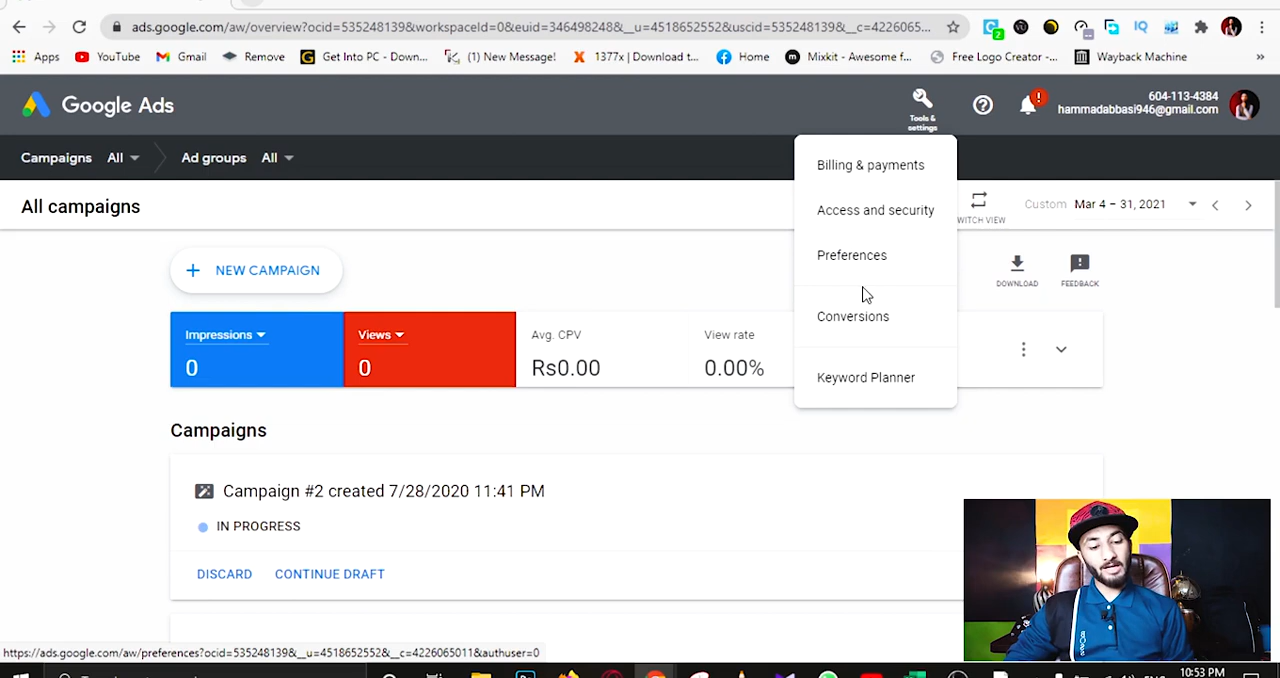 ads.google.com/aw/overview?ocid=535248139&workspaceId=0&euid=346498248&__u=4518652552&uscid=535248139&__c=4226065...
2
Apps YouTube Gmail Remove Get Into PC - Down... (1) New Message! 1377x | Download t... Home Mixkit - Awesome f... Free Logo Creator -... Wayback Machine »
Google Ads
Tools &
settings
!
604-113-4384
hammadabbasi946@gmail.com
Campaigns All Ad groups All
All campaigns
Billing & payments
Access and security
Preferences
Conversions
Keyword Planner
WITCH VIEW
Custom Mar 4 – 31, 2021
+ NEW CAMPAIGN
DOWNLOAD
FEEDBACK
Impressions Views Avg. CPV View rate
0 0 Rs0.00 0.00%
Campaigns
Campaign #2 created 7/28/2020 11:41 PM
IN PROGRESS
DISCARD CONTINUE DRAFT
https://ads.google.com/aw/preferences?ocid=535248139&__u=4518652552&__c=4226065011&authuser=0
10:53 PM